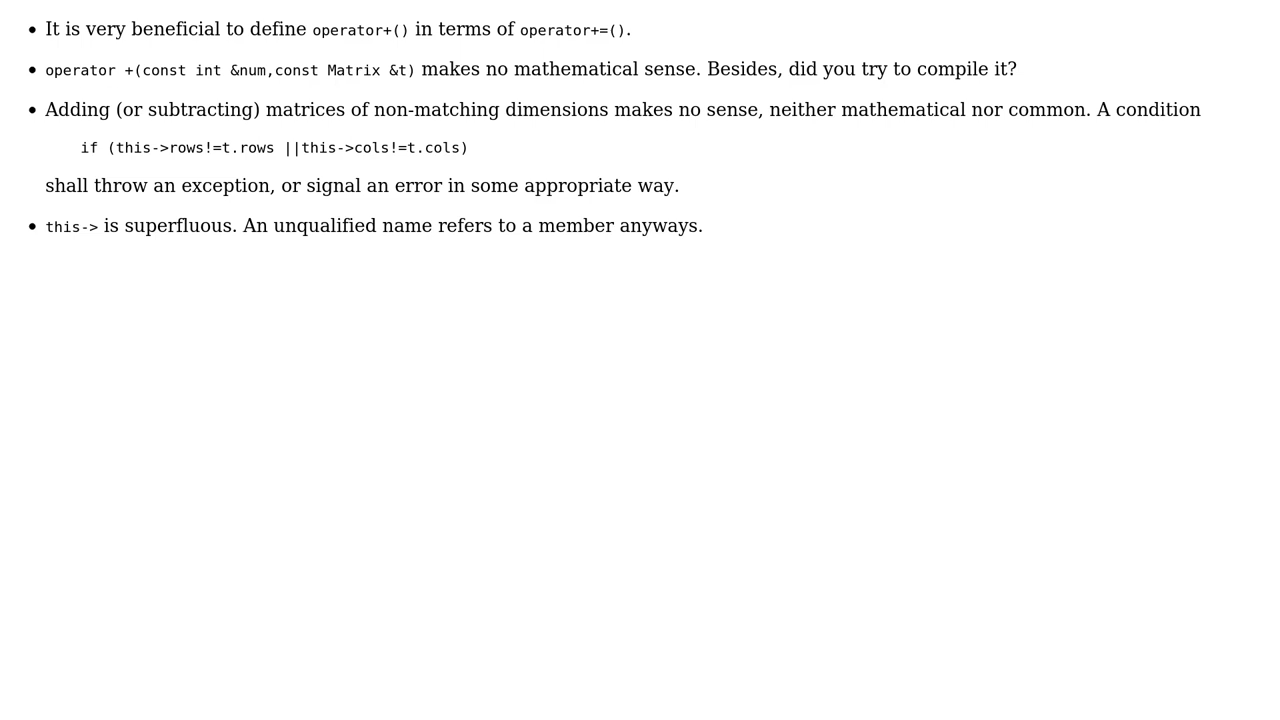 • It is very beneficial to define operator+() in terms of operator+=().
• operator +(const int &num,const Matrix &t) makes no mathematical sense. Besides, did you try to compile it?
• Adding (or subtracting) matrices of non-matching dimensions makes no sense, neither mathematical nor common. A condition
if (this->rows!=t.rows ||this->cols!=t.cols)
shall throw an exception, or signal an error in some appropriate way.
• this-> is superfluous. An unqualified name refers to a member anyways.